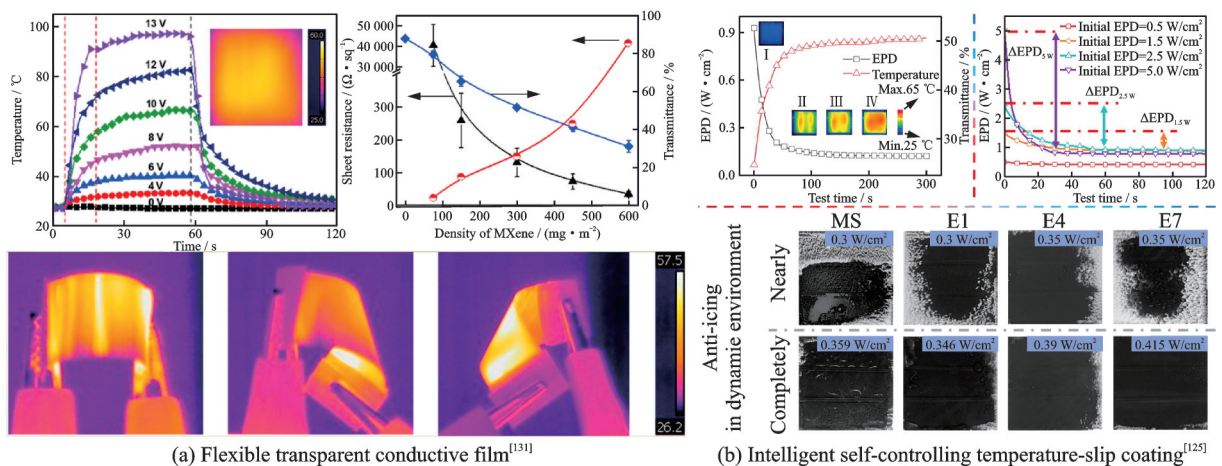 13 V
12 V
10 V
8 V
6 V
4 V
0 V
60.0
25.0
Temperature / ℃
100
80
60
40
20
0 30 60 90 120
Time / s
Sheet resistance / (Ω · sq⁻¹)
50 000
40 000
30 000
300
200
100
0
0 100 200 300 400 500 600
Density of MXene / (mg · m⁻²)
Transmittance / %
100
80
60
40
20
0
57.5
26.2
(a) Flexible transparent conductive film[131]
EPD / (W · cm⁻²)
0.9
0.6
0.3
0.0
I
EPD
Temperature
II III IV
Max.65 ℃
Min.25 ℃
0 100 200 300
Test time / s
Transmittance / %
50
40
30
EPD / (W · cm⁻²)
5
4
3
2
1
0
Initial EPD=0.5 W/cm²
Initial EPD=1.5 W/cm²
Initial EPD=2.5 W/cm²
Initial EPD=5.0 W/cm²
ΔEPD5 W
ΔEPD2.5 W
ΔEPD1.5 W
0 20 40 60 80 100 120
Test time / s
Anti-icing
in dynamic environment
Nearly
Completely
MS E1 E4 E7
0.3 W/cm² 0.3 W/cm² 0.35 W/cm² 0.35 W/cm²
0.359 W/cm² 0.346 W/cm² 0.39 W/cm² 0.415 W/cm²
(b) Intelligent self-controlling temperature-slip coating[125]